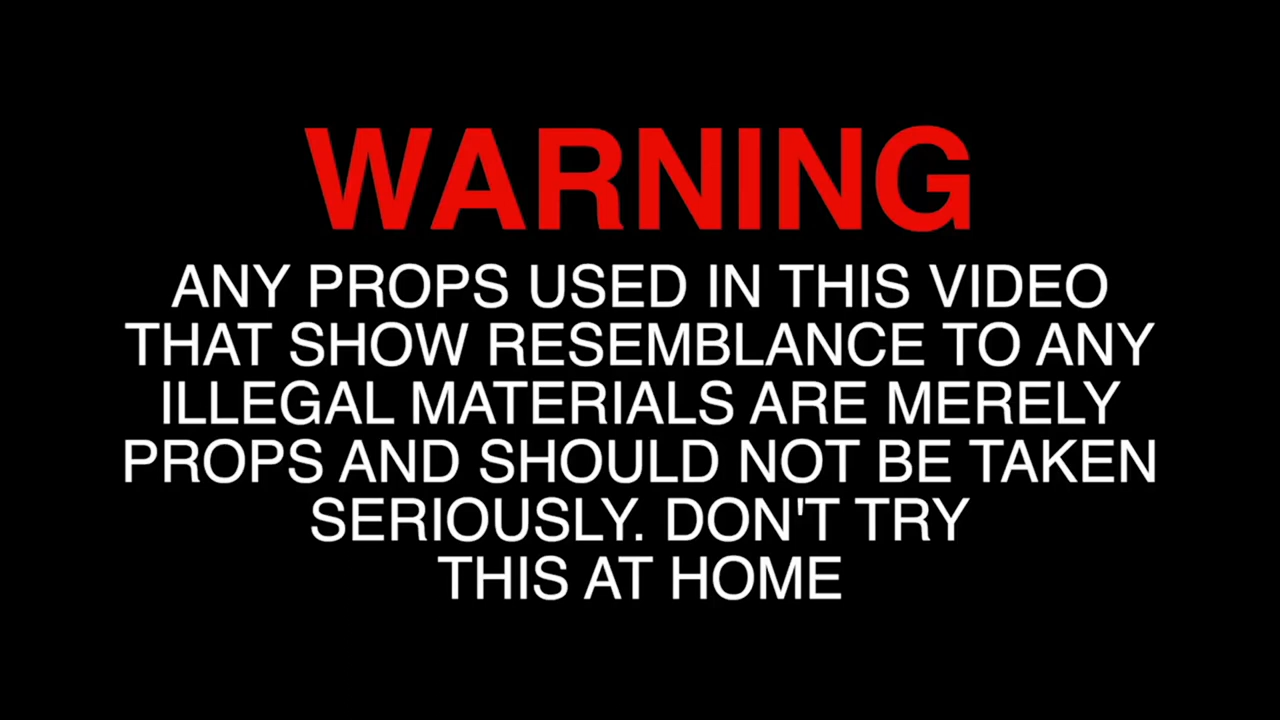 WARNING
ANY PROPS USED IN THIS VIDEO
THAT SHOW RESEMBLANCE TO ANY
ILLEGAL MATERIALS ARE MERELY
PROPS AND SHOULD NOT BE TAKEN
SERIOUSLY. DON'T TRY
THIS AT HOME